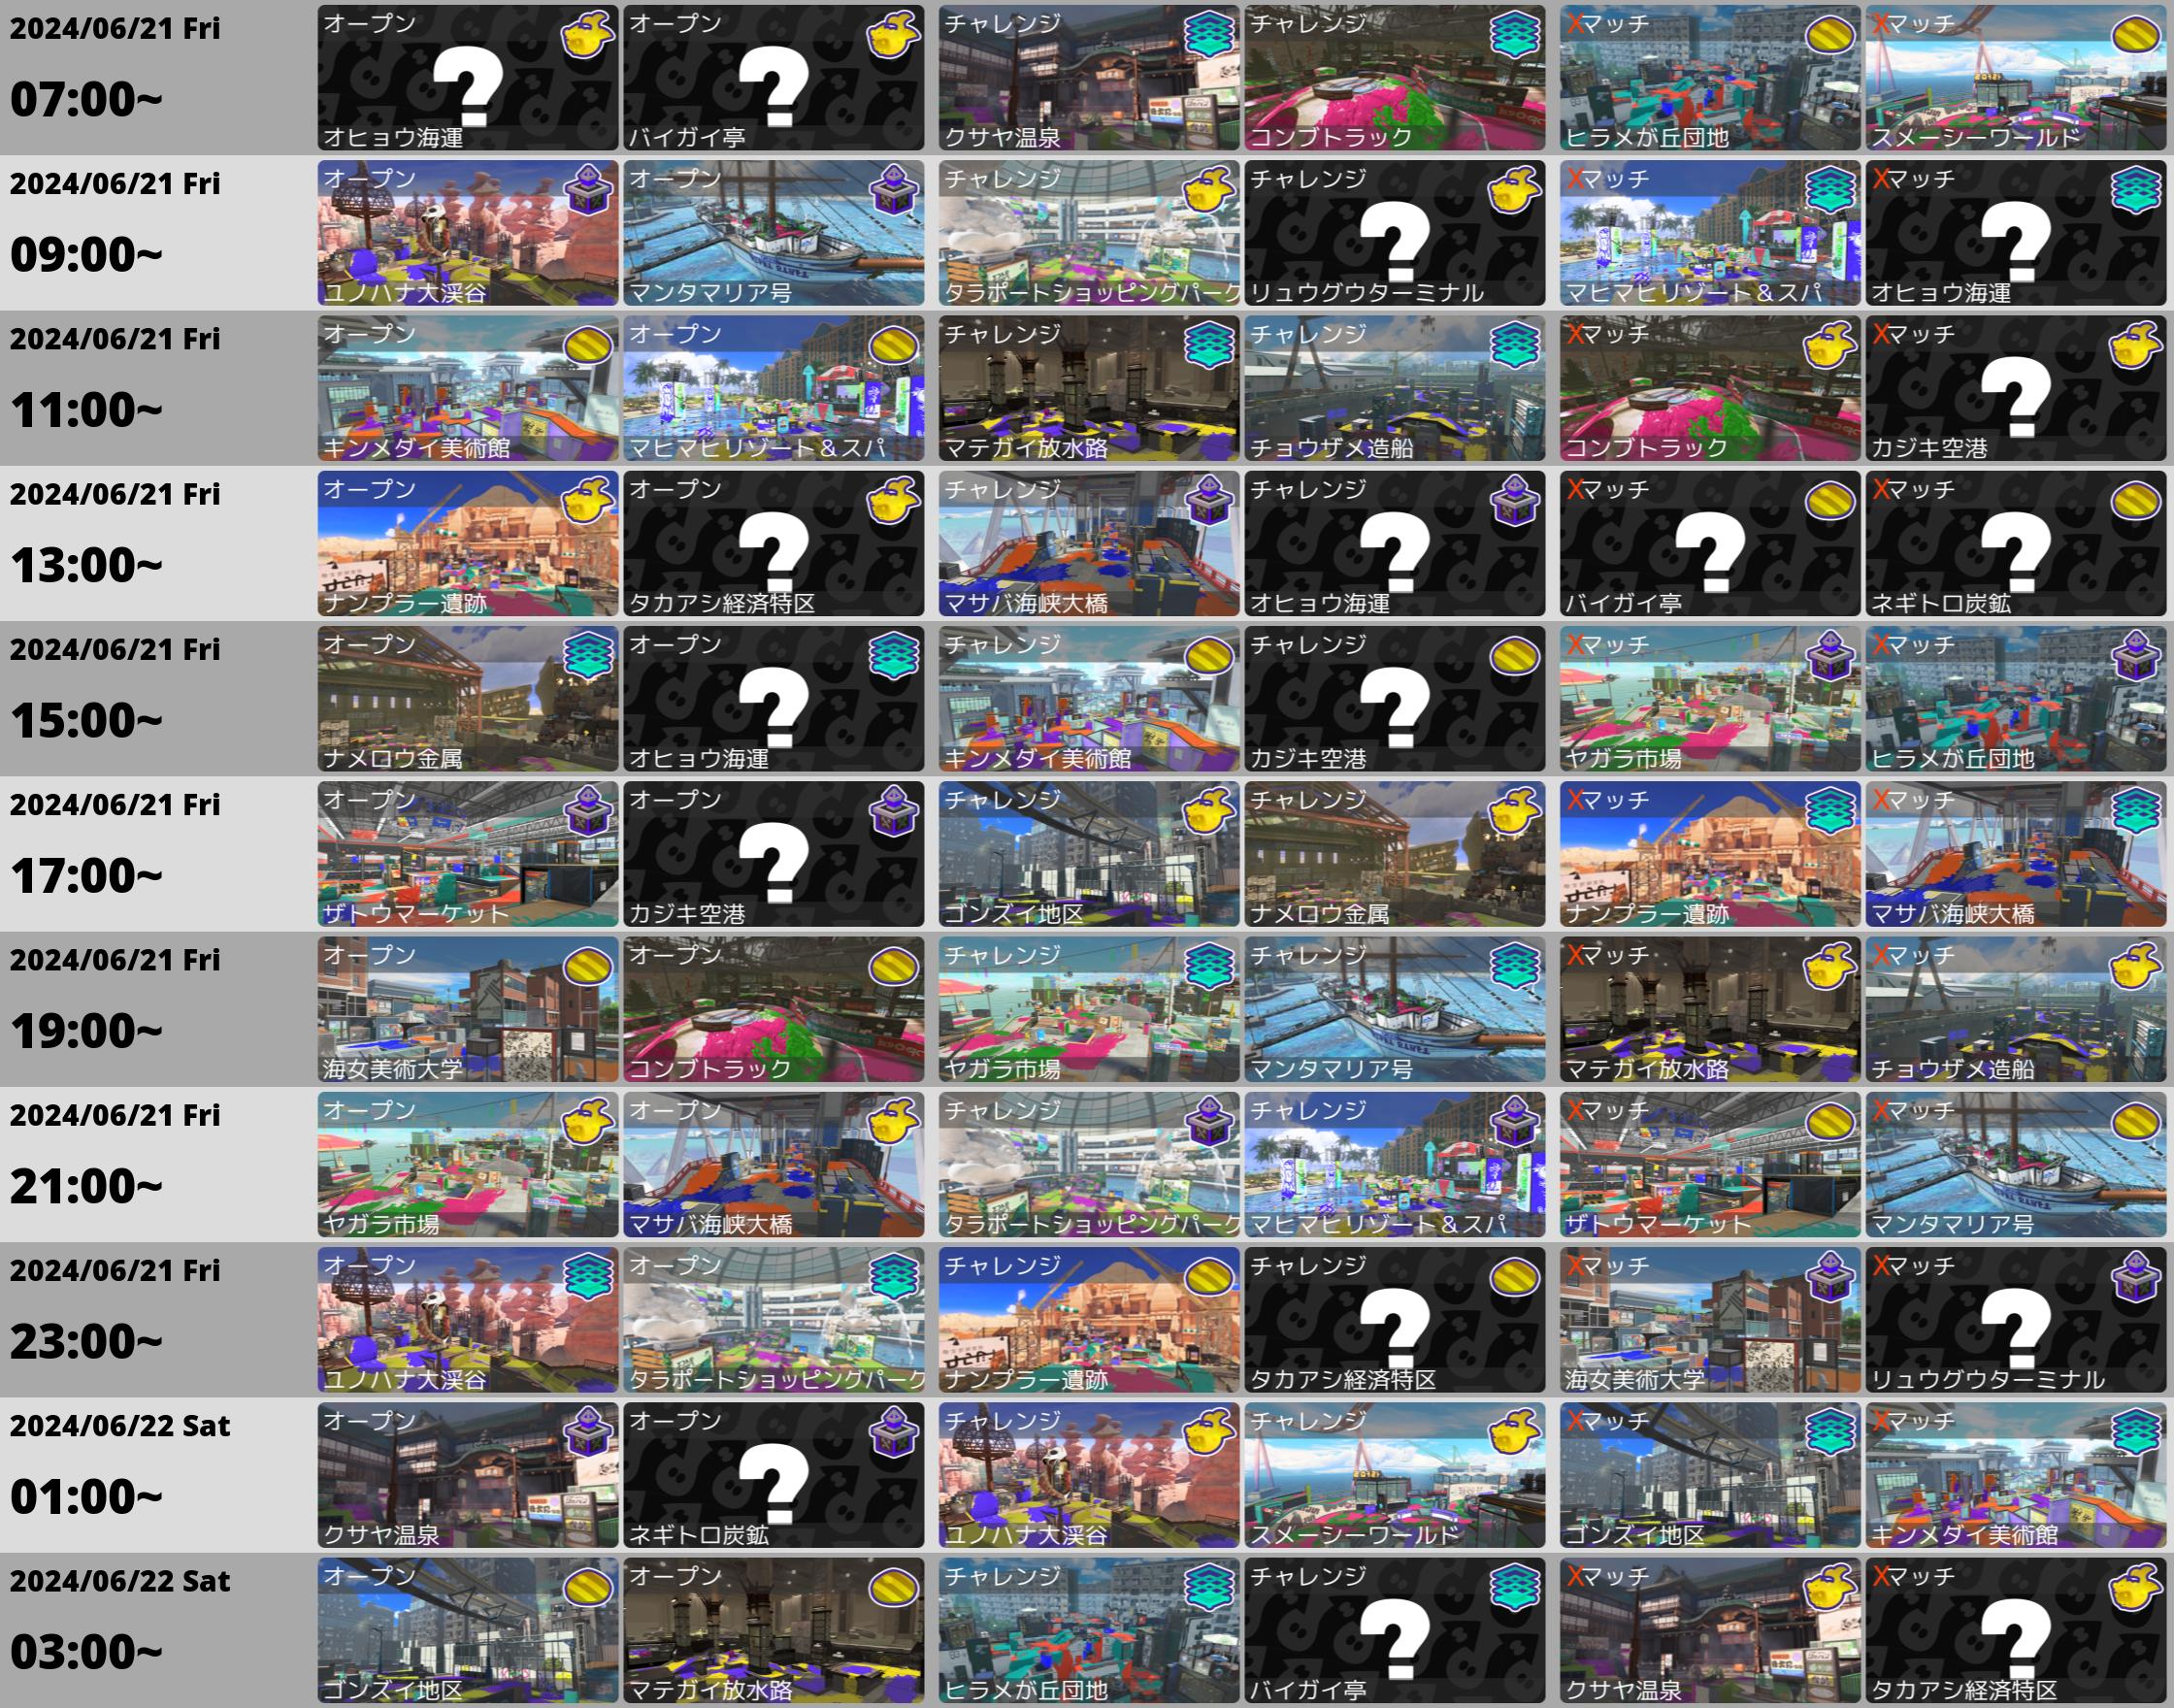 2024/06/21 Fri
07:00~
オープン オープン チャレンジ チャレンジ Xマッチ Xマッチ
オヒョウ海運 バイガイ亭 クサヤ温泉 コンブトラック ヒラメが丘団地 スメーシーワールド
2024/06/21 Fri
09:00~
オープン オープン チャレンジ チャレンジ Xマッチ Xマッチ
ユノハナ大渓谷 マンタマリア号 タラポートショッピングパーク リュウグウターミナル マヒマヒリゾート&スパ オヒョウ海運
2024/06/21 Fri
11:00~
オープン オープン チャレンジ チャレンジ Xマッチ Xマッチ
キンメダイ美術館 マヒマヒリゾート&スパ マテガイ放水路 チョウザメ造船 コンブトラック カジキ空港
2024/06/21 Fri
13:00~
オープン オープン チャレンジ チャレンジ Xマッチ Xマッチ
ナンプラー遺跡 タカアシ経済特区 マサバ海峡大橋 オヒョウ海運 バイガイ亭 ネギトロ炭鉱
2024/06/21 Fri
15:00~
オープン オープン チャレンジ チャレンジ Xマッチ Xマッチ
ナメロウ金属 オヒョウ海運 キンメダイ美術館 カジキ空港 ヤガラ市場 ヒラメが丘団地
2024/06/21 Fri
17:00~
オープン オープン チャレンジ チャレンジ Xマッチ Xマッチ
ザトウマーケット カジキ空港 ゴンズイ地区 ナメロウ金属 ナンプラー遺跡 マサバ海峡大橋
2024/06/21 Fri
19:00~
オープン オープン チャレンジ チャレンジ Xマッチ Xマッチ
海女美術大学 コンブトラック ヤガラ市場 マンタマリア号 マテガイ放水路 チョウザメ造船
2024/06/21 Fri
21:00~
オープン オープン チャレンジ チャレンジ Xマッチ Xマッチ
ヤガラ市場 マサバ海峡大橋 タラポートショッピングパーク マヒマヒリゾート&スパ ザトウマーケット マンタマリア号
2024/06/21 Fri
23:00~
オープン オープン チャレンジ チャレンジ Xマッチ Xマッチ
ユノハナ大渓谷 タラポートショッピングパーク ナンプラー遺跡 タカアシ経済特区 海女美術大学 リュウグウターミナル
2024/06/22 Sat
01:00~
オープン オープン チャレンジ チャレンジ Xマッチ Xマッチ
クサヤ温泉 ネギトロ炭鉱 ユノハナ大渓谷 スメーシーワールド ゴンズイ地区 キンメダイ美術館
2024/06/22 Sat
03:00~
オープン オープン チャレンジ チャレンジ Xマッチ Xマッチ
ゴンズイ地区 マテガイ放水路 ヒラメが丘団地 バイガイ亭 クサヤ温泉 タカアシ経済特区